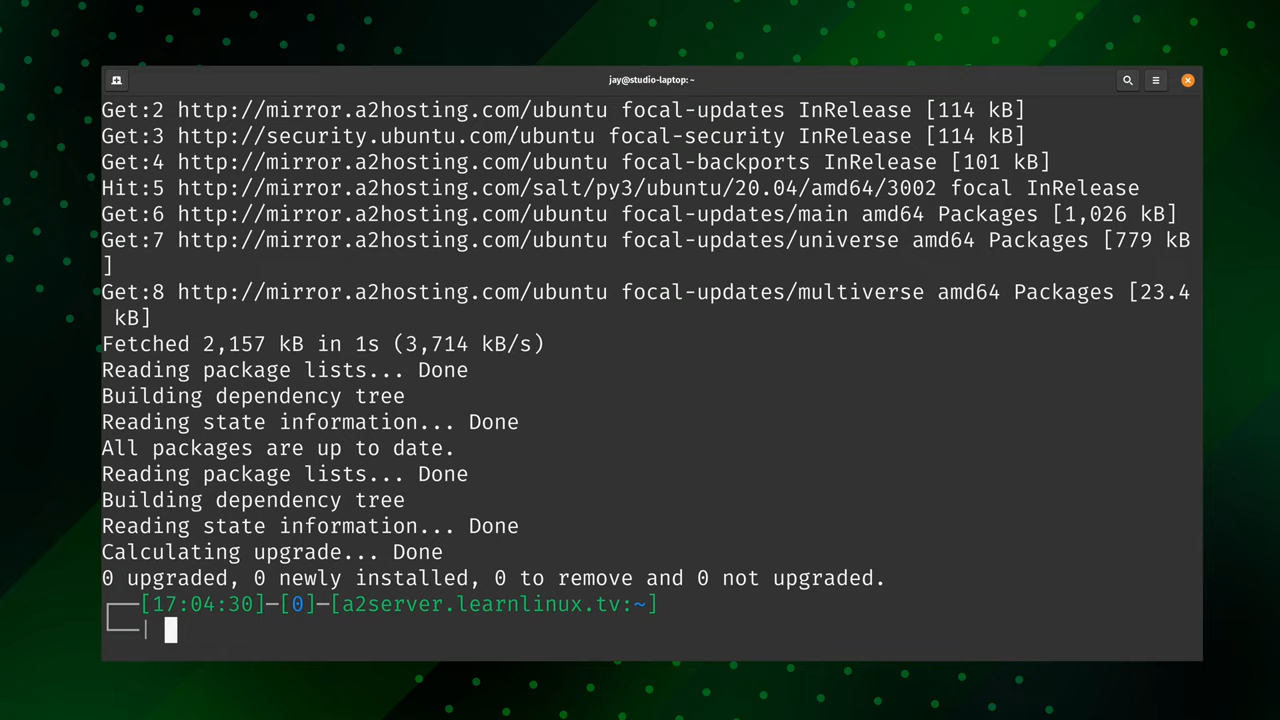 jay@studio-laptop: ~
Get:2 http://mirror.a2hosting.com/ubuntu focal-updates InRelease [114 kB]
Get:3 http://security.ubuntu.com/ubuntu focal-security InRelease [114 kB]
Get:4 http://mirror.a2hosting.com/ubuntu focal-backports InRelease [101 kB]
Hit:5 http://mirror.a2hosting.com/salt/py3/ubuntu/20.04/amd64/3002 focal InRelease
Get:6 http://mirror.a2hosting.com/ubuntu focal-updates/main amd64 Packages [1,026 kB]
Get:7 http://mirror.a2hosting.com/ubuntu focal-updates/universe amd64 Packages [779 kB
]
Get:8 http://mirror.a2hosting.com/ubuntu focal-updates/multiverse amd64 Packages [23.4
 kB]
Fetched 2,157 kB in 1s (3,714 kB/s)
Reading package lists... Done
Building dependency tree
Reading state information... Done
All packages are up to date.
Reading package lists... Done
Building dependency tree
Reading state information... Done
Calculating upgrade... Done
0 upgraded, 0 newly installed, 0 to remove and 0 not upgraded.
┌──[17:04:30]─[0]─[a2server.learnlinux.tv:~]
└──|